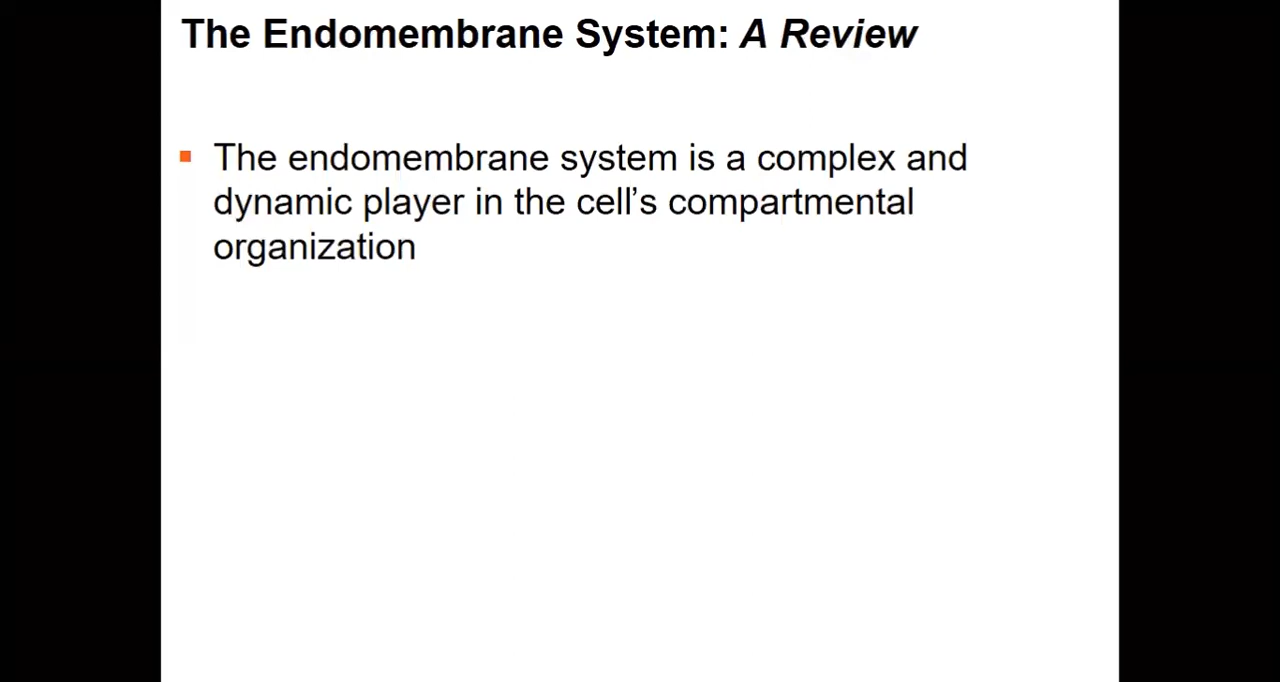 The Endomembrane System: A Review
The endomembrane system is a complex and
dynamic player in the cell’s compartmental
organization